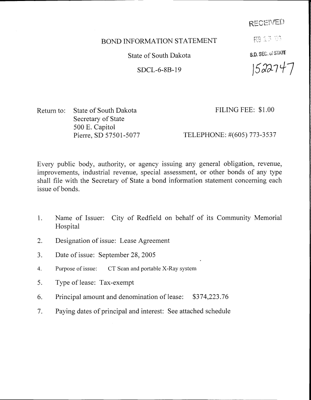 RECEIVED
BOND INFORMATION STATEMENT
State of South Dakota
S.D. SEC. of STATE
SDCL-6-8B-19
1522747
Return to: State of South Dakota FILING FEE: $1.00
Secretary of State
500 E. Capitol
Pierre, SD 57501-5077 TELEPHONE: #(605) 773-3537
Every public body, authority, or agency issuing any general obligation, revenue,
improvements, industrial revenue, special assessment, or other bonds of any type
shall file with the Secretary of State a bond information statement concerning each
issue of bonds.
1. Name of Issuer: City of Redfield on behalf of its Community Memorial
Hospital
2. Designation of issue: Lease Agreement
3. Date of issue: September 28, 2005
4. Purpose of issue: CT Scan and portable X-Ray system
5. Type of lease: Tax-exempt
6. Principal amount and denomination of lease: $374,223.76
7. Paying dates of principal and interest: See attached schedule